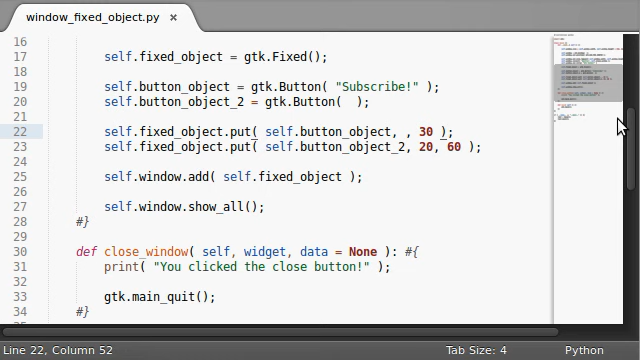 window_fixed_object.py ×
16
17 self.fixed_object = gtk.Fixed();
18
19 self.button_object = gtk.Button( "Subscribe!" );
20 self.button_object_2 = gtk.Button(  );
21
22 self.fixed_object.put( self.button_object, , 30 );
23 self.fixed_object.put( self.button_object_2, 20, 60 );
24
25 self.window.add( self.fixed_object );
26
27 self.window.show_all();
28 #}
29
30 def close_window( self, widget, data = None ): #{
31 print( "You clicked the close button!" );
32
33 gtk.main_quit();
34 #}
Line 22, Column 52 Tab Size: 4 Python